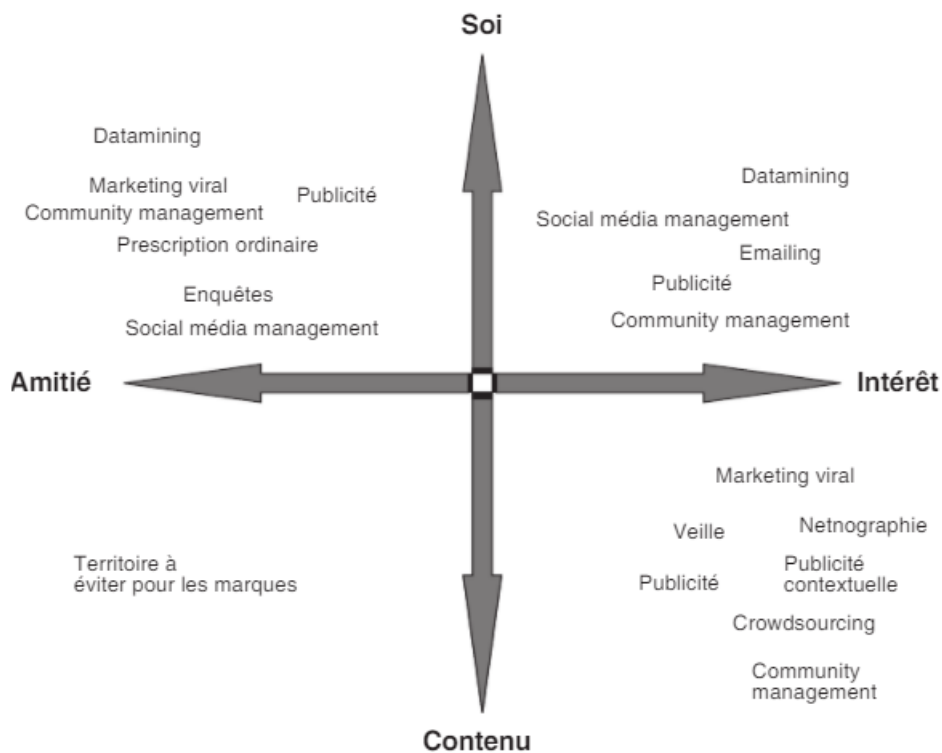 Soi
Datamining
Marketing viral
Publicité
Community management
Prescription ordinaire
Enquêtes
Social média management
Datamining
Social média management
Emailing
Publicité
Community management
Amitié
Intérêt
Territoire à
éviter pour les marques
Marketing viral
Veille
Netnographie
Publicité
Publicité
contextuelle
Crowdsourcing
Community
management
Contenu